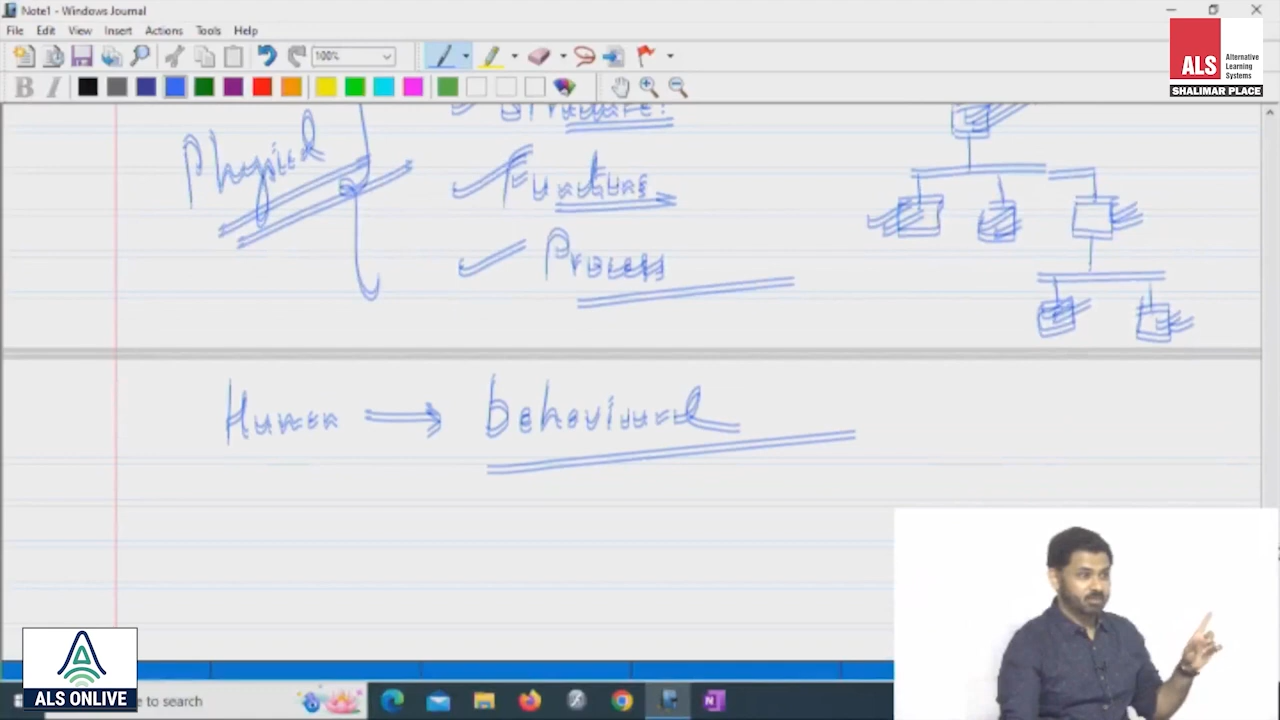 Note1 - Windows Journal
File Edit View Insert Actions Tools Help
100%
B I
ALS
Alternative
Learning
Systems
SHALIMAR PLACE
Structure
Physical
Functions
Process
Human → Behavioural
ALS ONLIVE
e to search